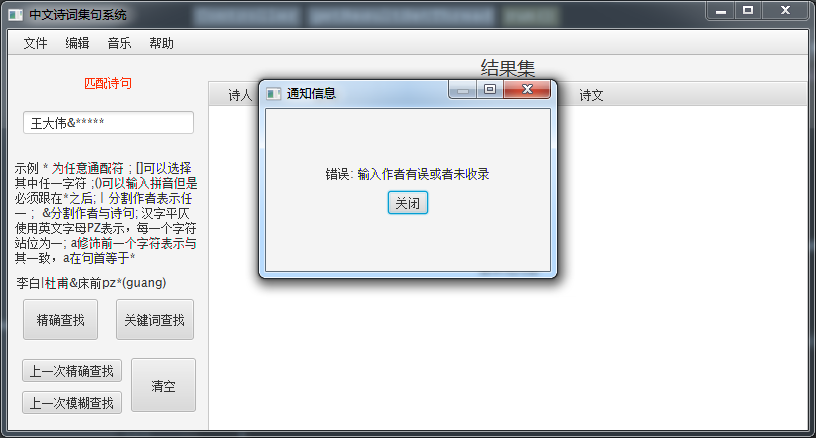 中文诗词集句系统
文件 编辑 音乐 帮助
匹配诗句
王大伟&*****
示例 * 为任意通配符 ; []可以选择
其中任一字符 ;()可以输入拼音但是
必须跟在*之后; | 分割作者表示任
一 ; &分割作者与诗句; 汉字平仄
使用英文字母PZ表示，每一个字符
站位为一; a修饰前一个字符表示与
其一致，a在句首等于*
李白|杜甫&床前pz*(guang)
精确查找 关键词查找
上一次精确查找
上一次模糊查找
清空
结果集
诗人 诗文
通知信息
错误: 输入作者有误或者未收录
关闭